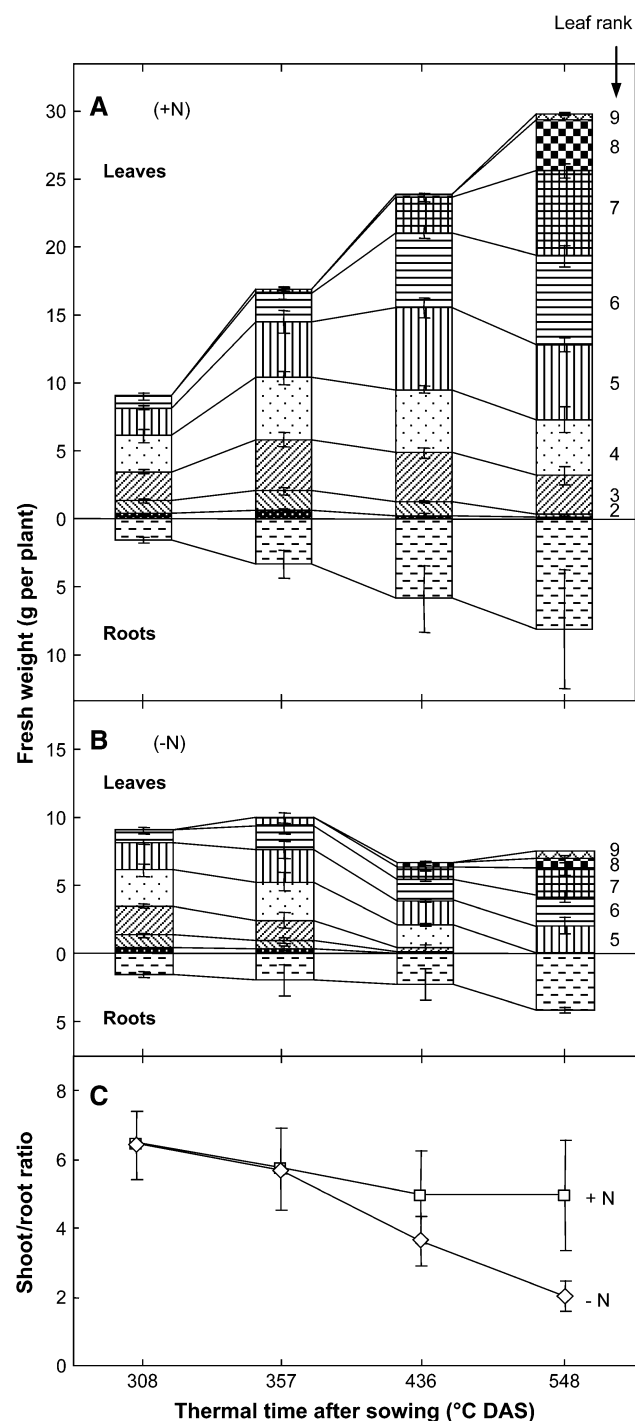 Leaf rank
A (+N)
Leaves
30
25
20
15
10
5
0
5
10
9
8
7
6
5
4
3
2
Roots
Fresh weight (g per plant)
B (-N)
Leaves
15
10
5
0
5
9
8
7
6
5
Roots
C
8
6
4
2
0
Shoot/root ratio
+ N
- N
308 357 436 548
Thermal time after sowing (°C DAS)